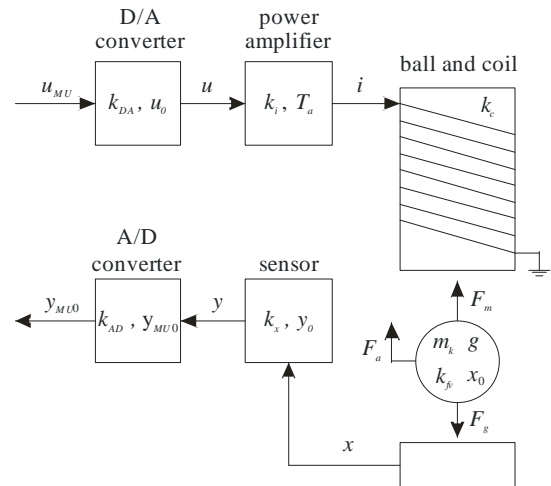 D/A
converter
power
amplifier
ball and coil
u_MU
k_DA , u_0
u
k_i , T_a
i
k_c
A/D
converter
sensor
y_MU0
k_AD , y_MU0
y
k_x , y_0
F_m
F_a
m_k g
k_fv x_0
F_g
x